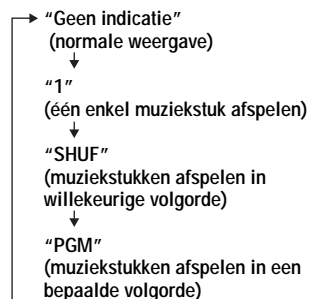 “Geen indicatie”
(normale weergave)
“1”
(één enkel muziekstuk afspelen)
“SHUF”
(muziekstukken afspelen in
willekeurige volgorde)
“PGM”
(muziekstukken afspelen in een
bepaalde volgorde)